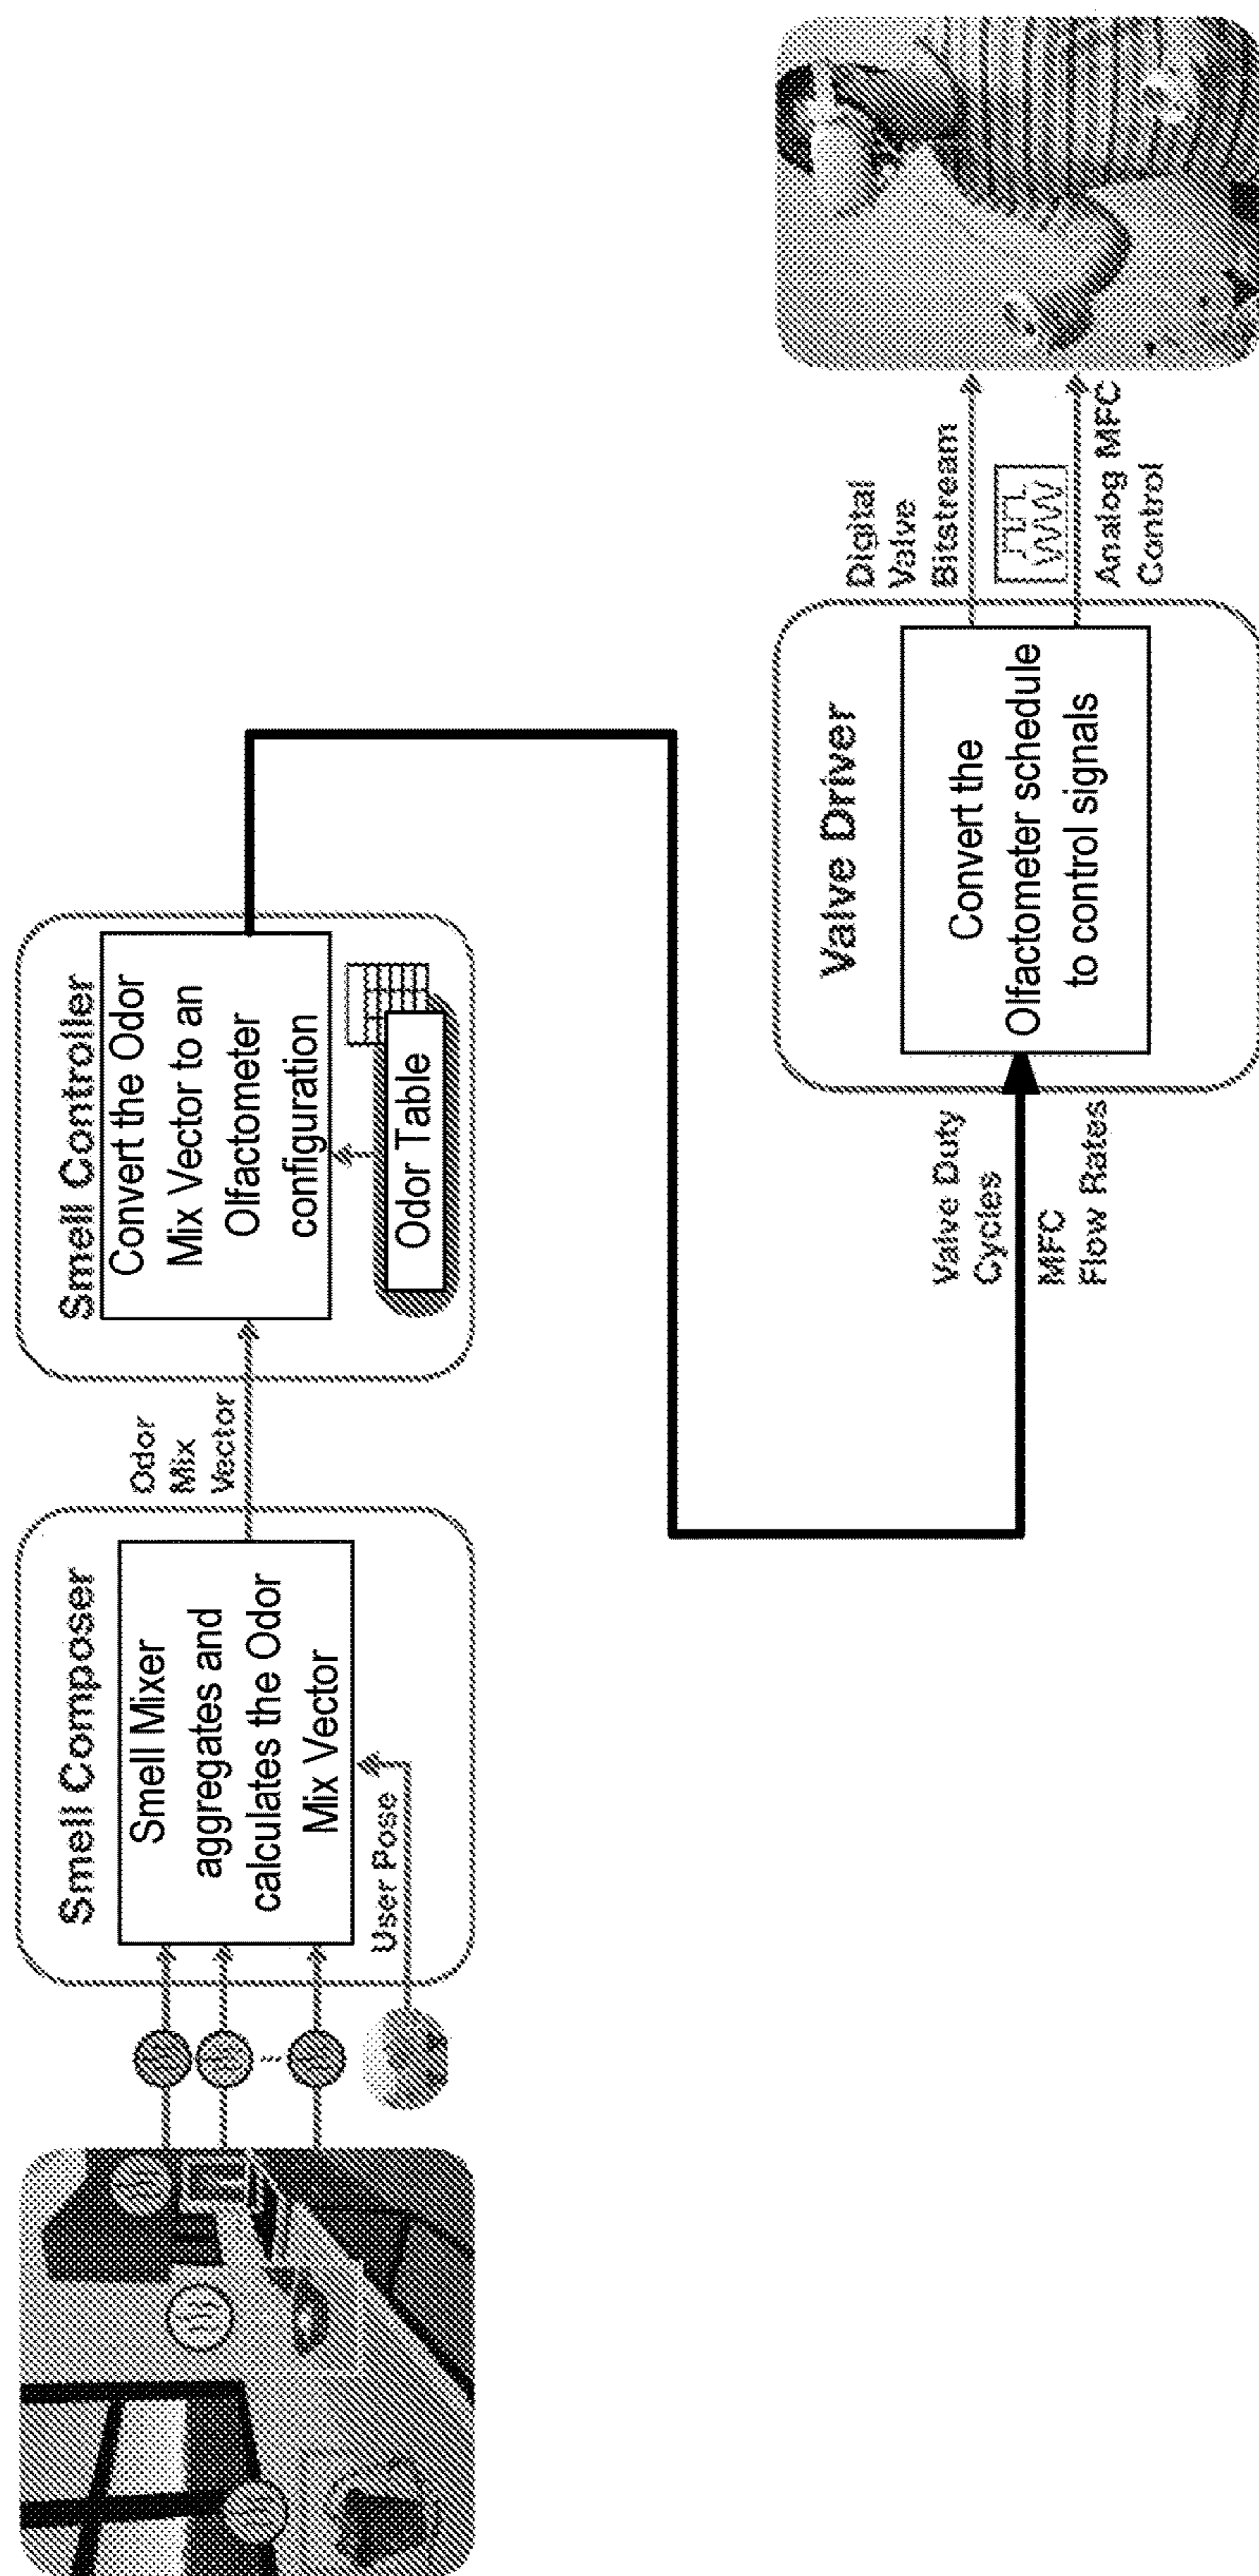 Smell Composer
Smell Mixer
aggregates and
calculates the Odor
Mix Vector
User Pose
Odor
Mix
Vector
Smell Controller
Convert the Odor
Mix Vector to an
Olfactometer
configuration
Odor Table
Valve Duty
Cycles
MFC
Flow Rates
Valve Driver
Convert the
Olfactometer schedule
to control signals
Digital
Valve
Bitstream
Analog MFC
Control